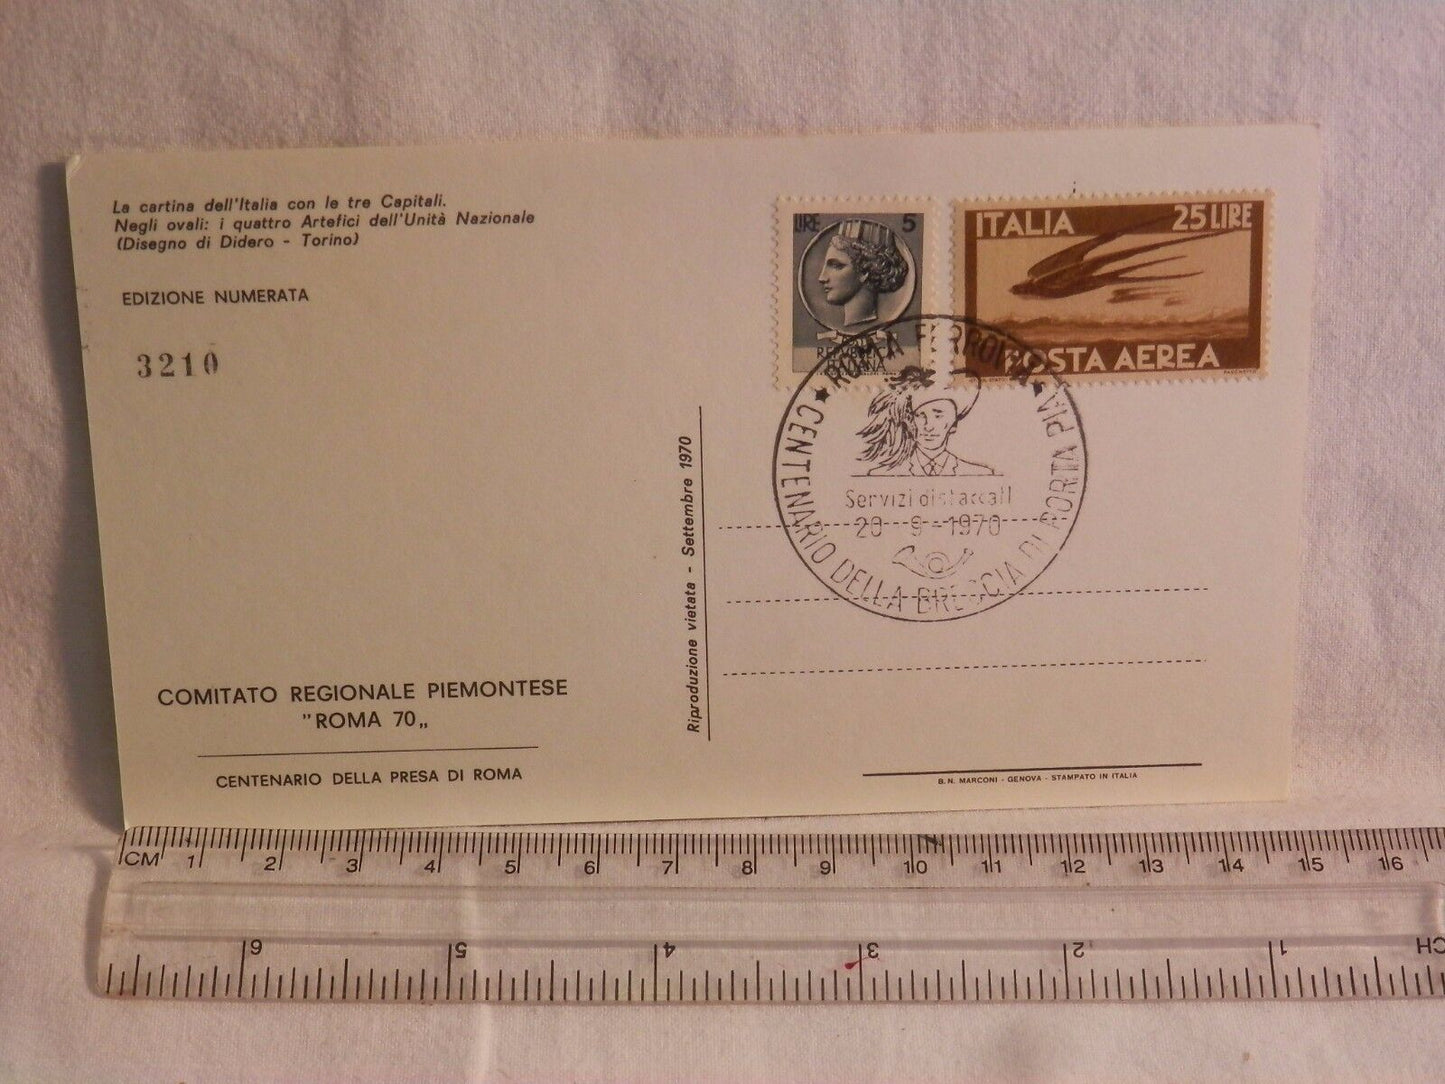 La cartina dell'Italia con le tre Capitali.
Negli ovali: i quattro Artefici dell'Unità Nazionale
(Disegno di Didero - Torino)
EDIZIONE NUMERATA
3210
COMITATO REGIONALE PIEMONTESE
"ROMA 70„
CENTENARIO DELLA PRESA DI ROMA
Riproduzione vietata - Settembre 1970
LIRE 5
REPVBBLICA
ITALIANA
ITALIA 25 LIRE
POSTA AEREA
ROMA FERROVIA
CENTENARIO DELLA BRECCIA DI PORTA PIA
Servizi distaccati
20-9-1970
B.N. MARCONI - GENOVA - STAMPATO IN ITALIA
CM 1 2 3 4 5 6 7 8 9 10 11 12 13 14 15 16
6 5 4 3 2 1